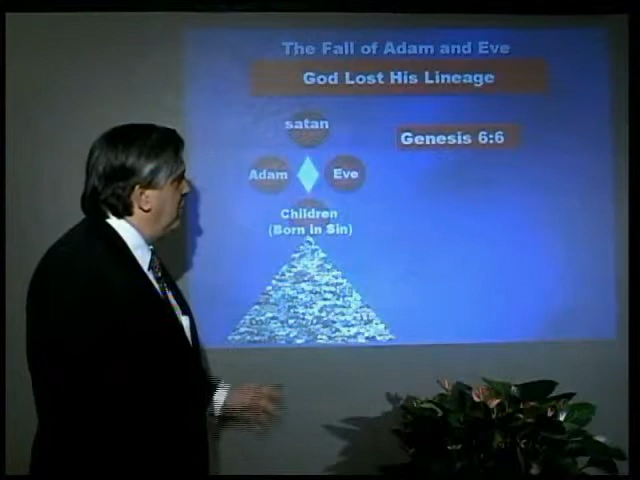 The Fall of Adam and Eve
God Lost His Lineage
satan
Genesis 6:6
Adam
Eve
Children
(Born in Sin)